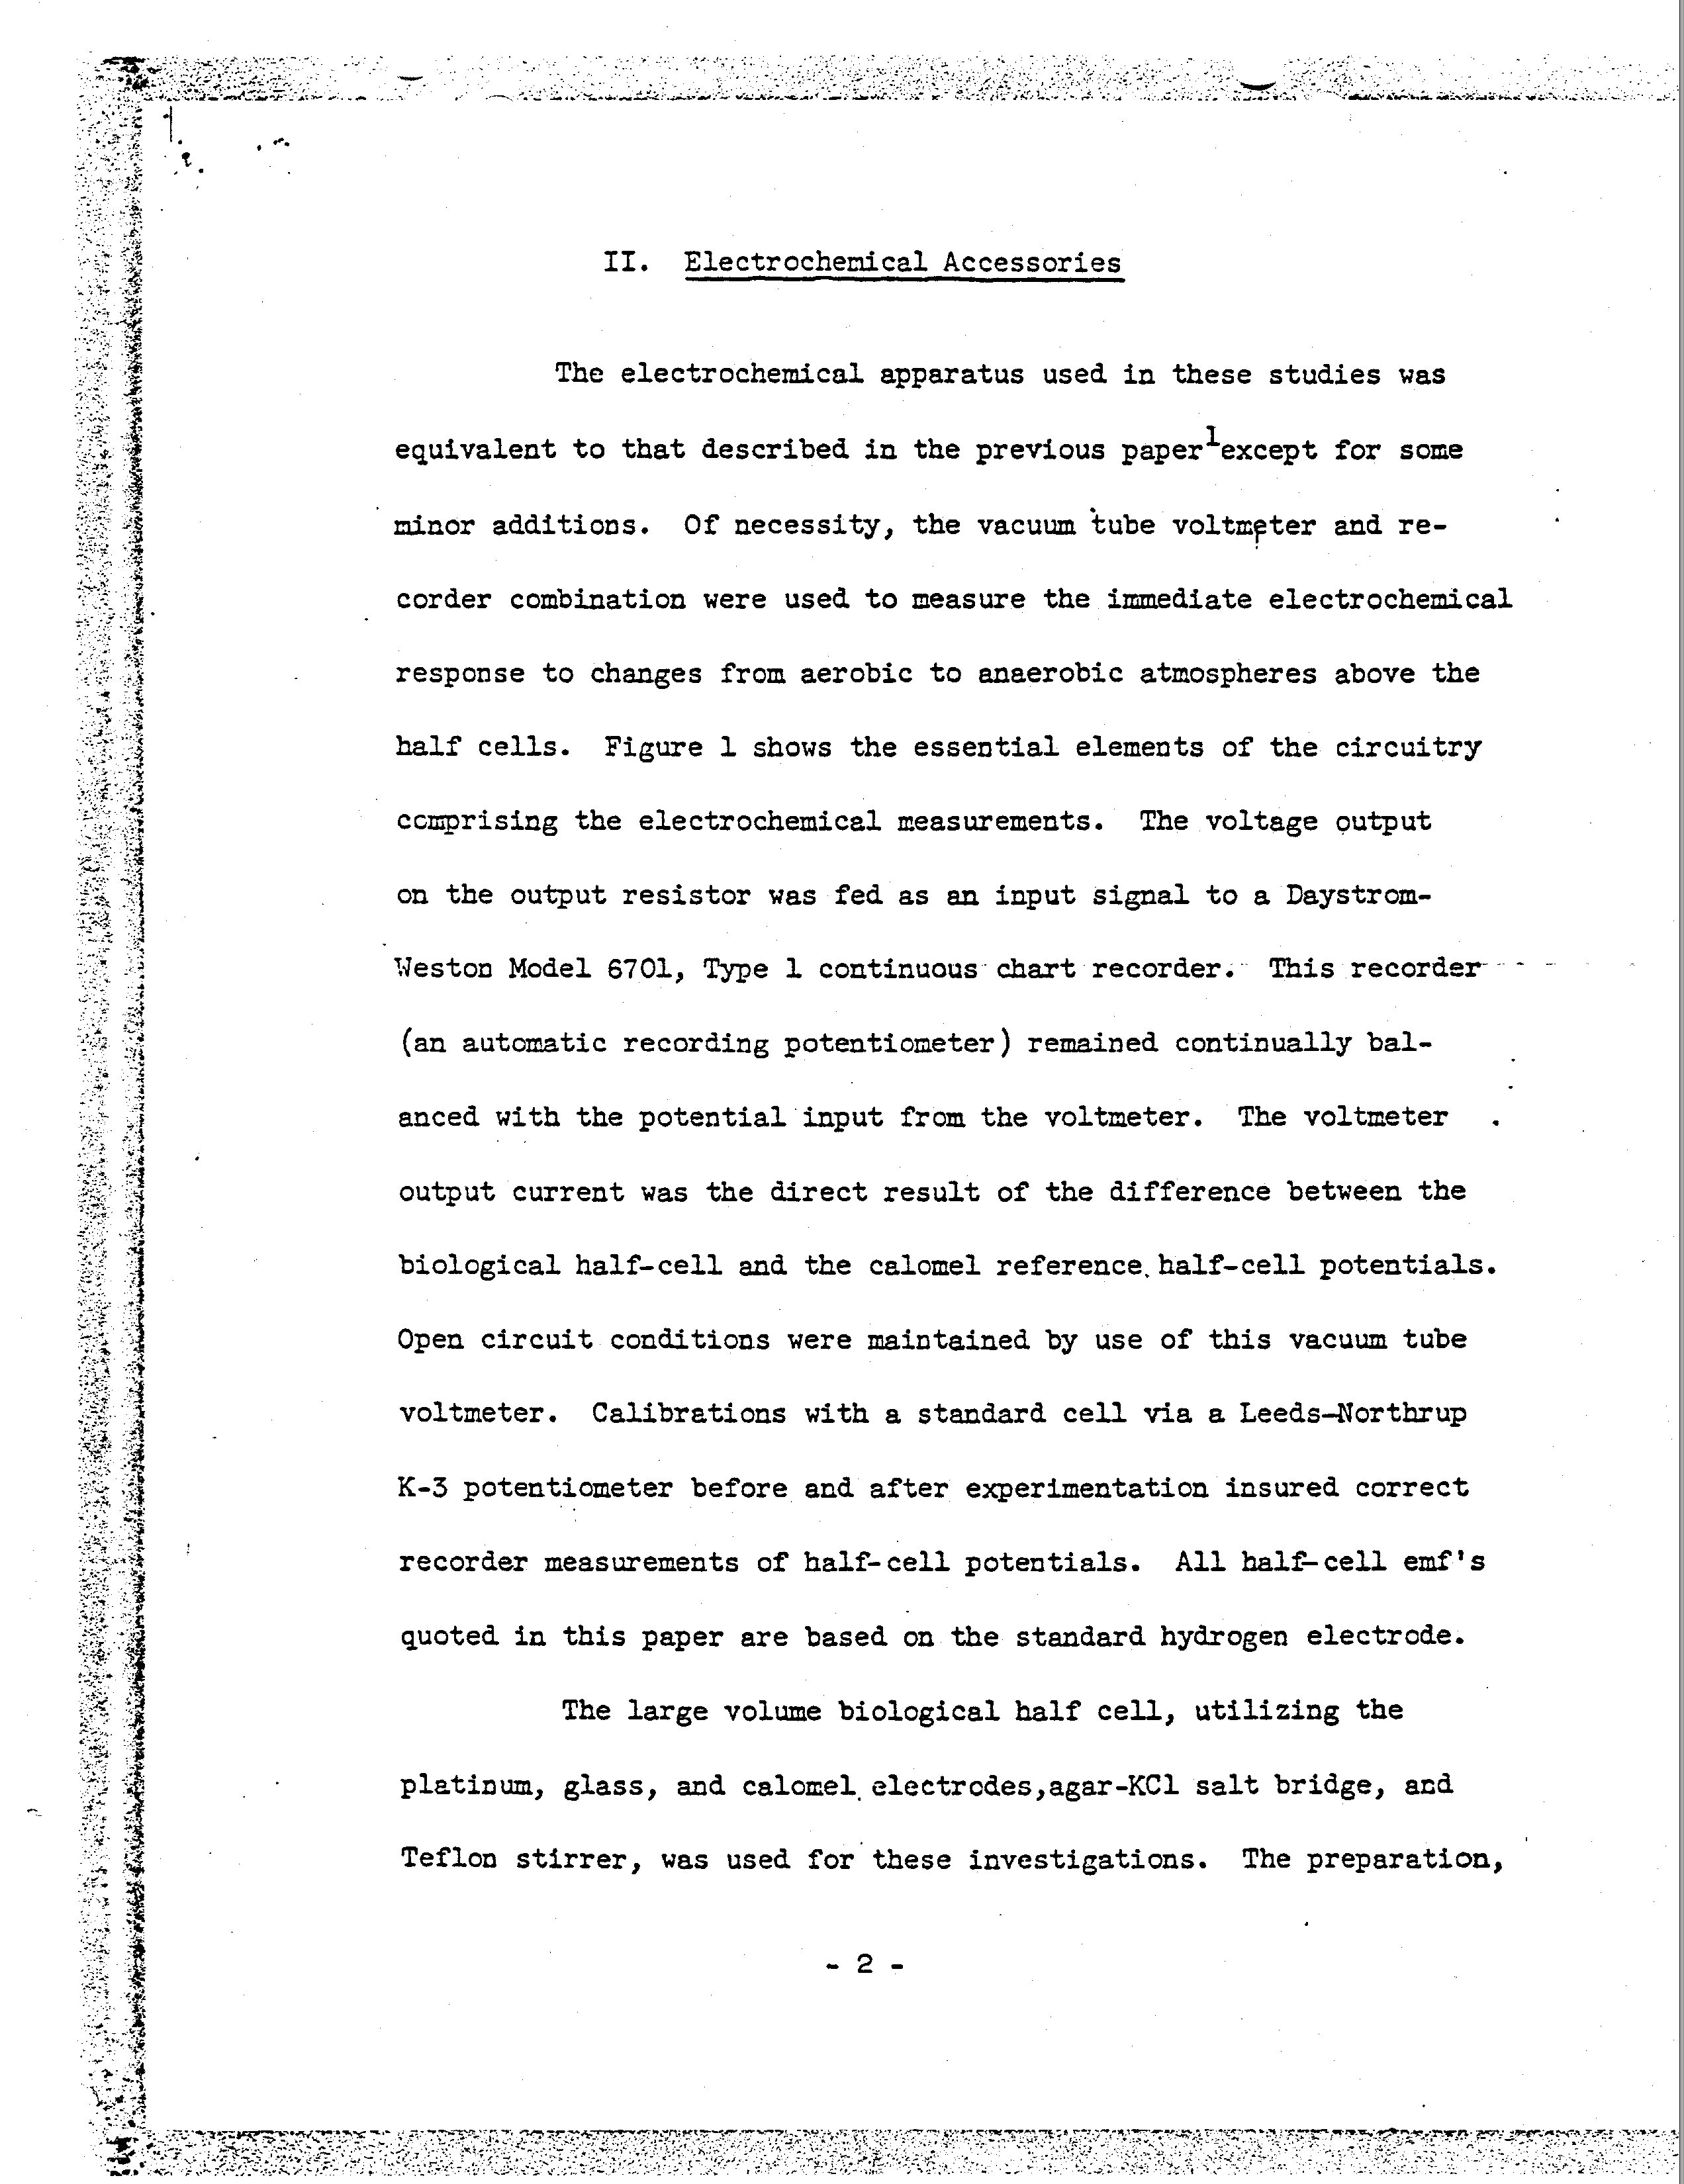 II. Electrochemical Accessories
The electrochemical apparatus used in these studies was
equivalent to that described in the previous paper1except for some
minor additions. Of necessity, the vacuum tube voltmeter and re-
corder combination were used to measure the immediate electrochemical
response to changes from aerobic to anaerobic atmospheres above the
half cells. Figure 1 shows the essential elements of the circuitry
comprising the electrochemical measurements. The voltage output
on the output resistor was fed as an input signal to a Daystrom-
Weston Model 6701, Type 1 continuous chart recorder. This recorder
(an automatic recording potentiometer) remained continually bal-
anced with the potential input from the voltmeter. The voltmeter
output current was the direct result of the difference between the
biological half-cell and the calomel reference half-cell potentials.
Open circuit conditions were maintained by use of this vacuum tube
voltmeter. Calibrations with a standard cell via a Leeds-Northrup
K-3 potentiometer before and after experimentation insured correct
recorder measurements of half-cell potentials. All half-cell emf's
quoted in this paper are based on the standard hydrogen electrode.
The large volume biological half cell, utilizing the
platinum, glass, and calomel electrodes,agar-KCl salt bridge, and
Teflon stirrer, was used for these investigations. The preparation,
- 2 -